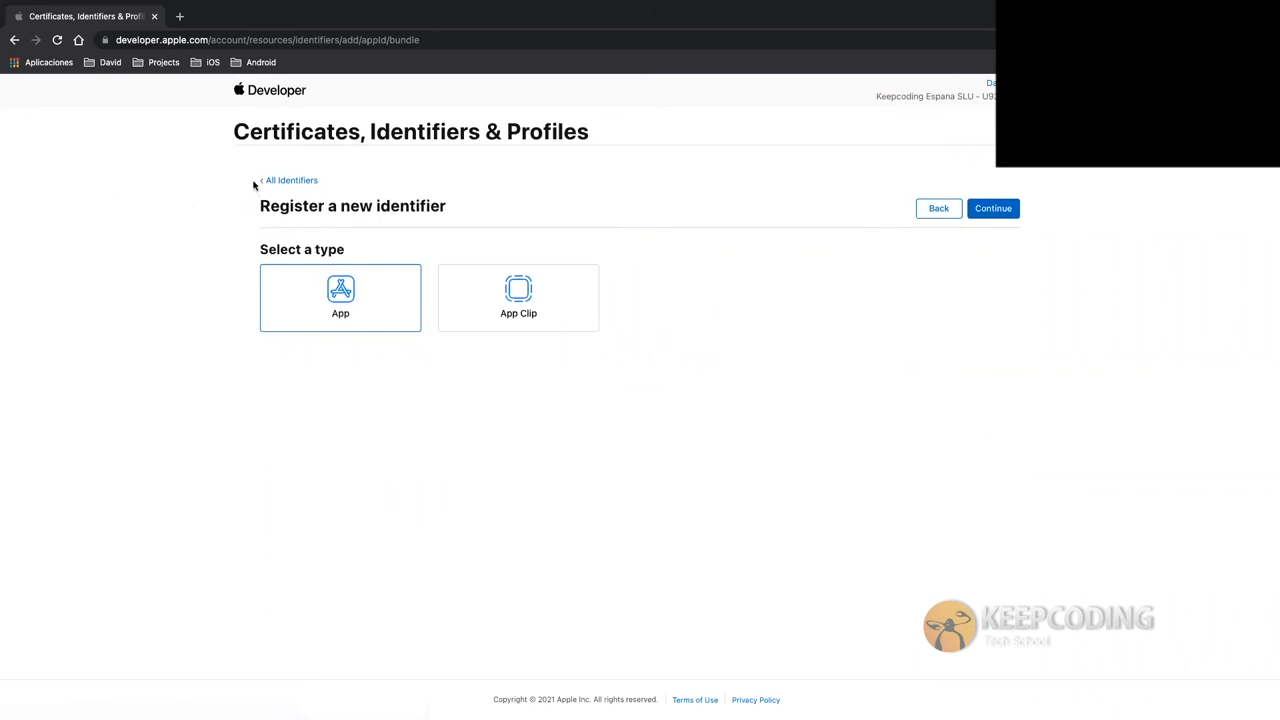 Certificates, Identifiers & Profi
developer.apple.com/account/resources/identifiers/add/appId/bundle
Aplicaciones David Projects iOS Android
Developer
Keepcoding Espana SLU - U92
Certificates, Identifiers & Profiles
< All Identifiers
Register a new identifier
Back Continue
Select a type
App App Clip
KEEPCODING
Tech School
Copyright © 2021 Apple Inc. All rights reserved. Terms of Use Privacy Policy